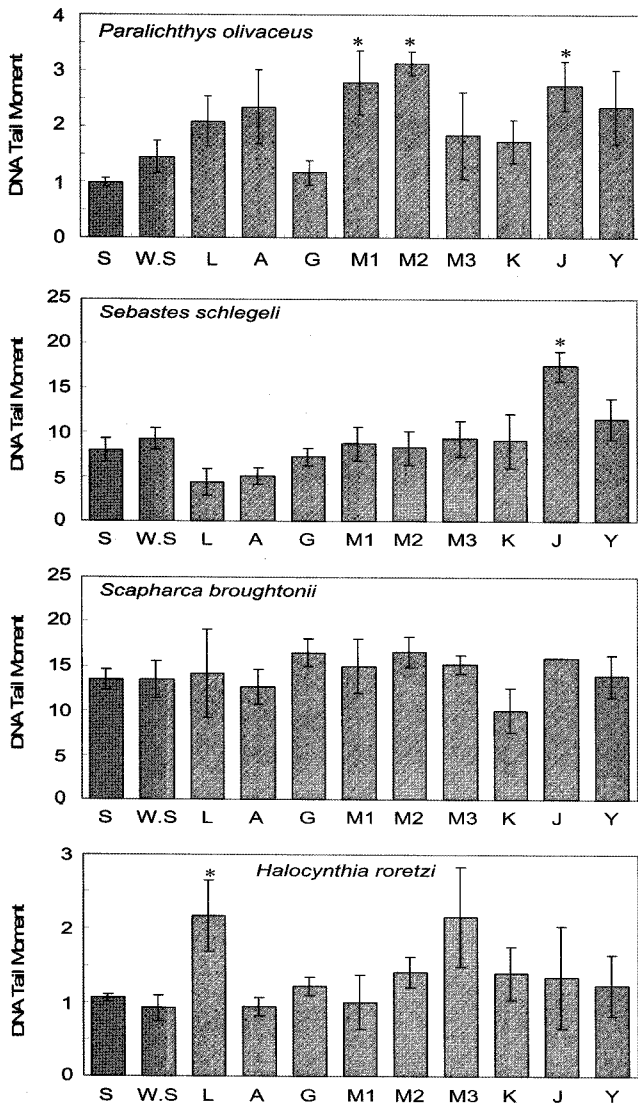 Paralichthys olivaceus
DNA Tail Moment
4
3
2
1
0
* * *
S W.S L A G M1 M2 M3 K J Y
Sebastes schlegeli
DNA Tail Moment
25
20
15
10
5
0
*
S W.S L A G M1 M2 M3 K J Y
Scapharca broughtonii
DNA Tail Moment
25
20
15
10
5
0
S W.S L A G M1 M2 M3 K J Y
Halocynthia roretzi
DNA Tail Moment
3
2
1
0
*
S W.S L A G M1 M2 M3 K J Y